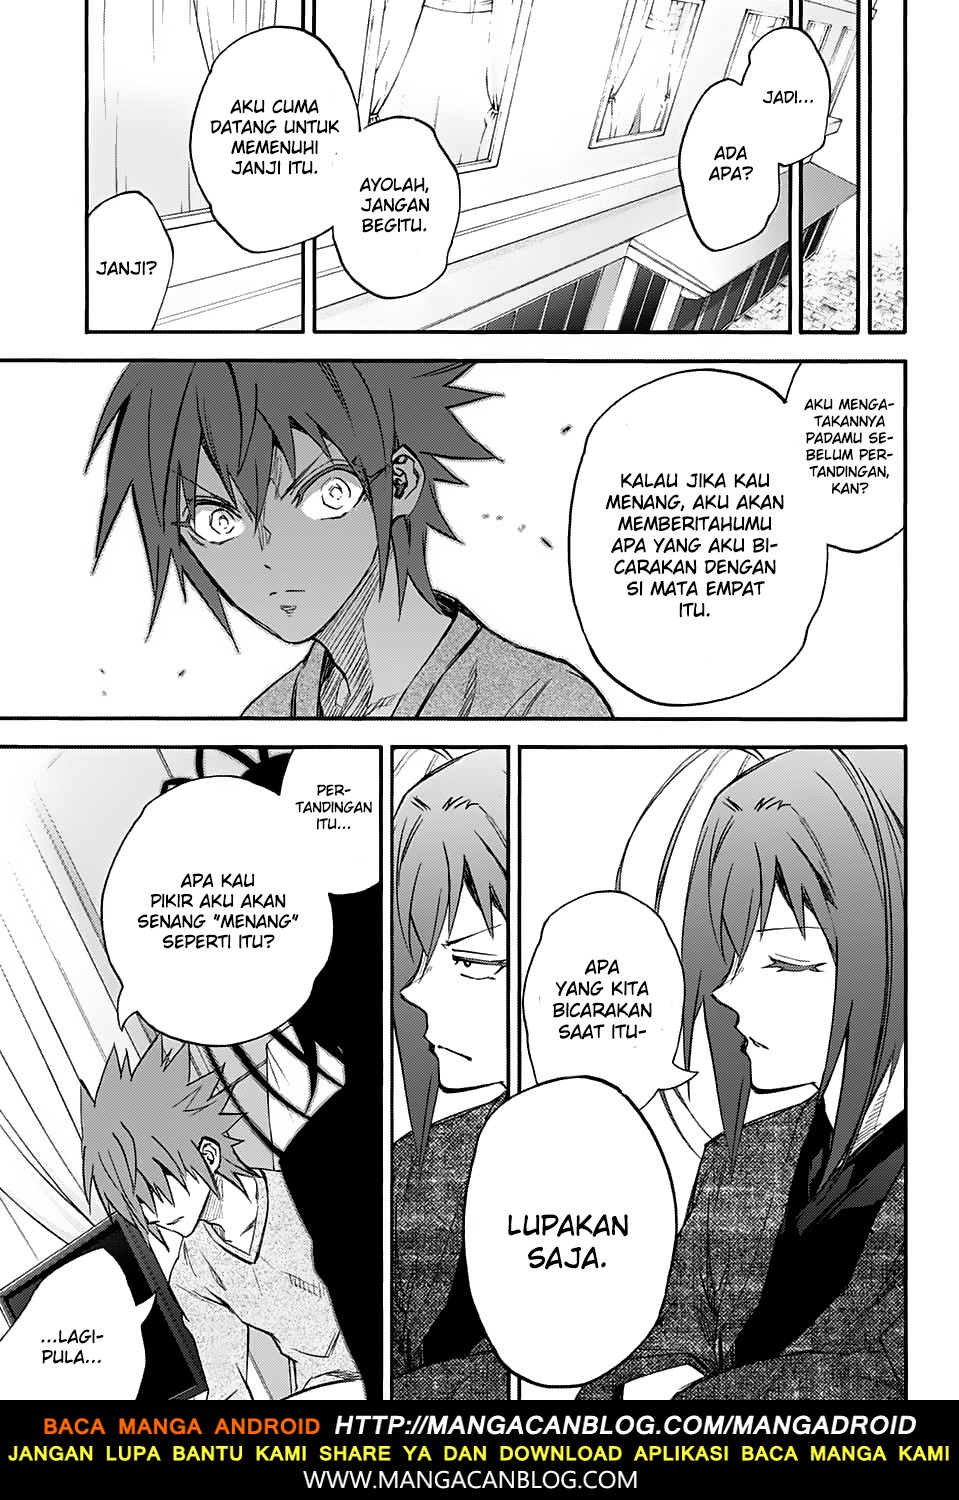 JADI...
ADA
APA?
AYOLAH,
JANGAN
BEGITU.
AKU CUMA
DATANG UNTUK
MEMENUHI
JANJI ITU.
JANJI?
AKU MENGA-
TAKANNYA
PADAMU SE-
BELUM PER-
TANDINGAN,
KAN?
KALAU JIKA KAU
MENANG, AKU AKAN
MEMBERITAHUMU
APA YANG AKU BI-
CARAKAN DENGAN
SI MATA EMPAT
ITU.
APA
YANG KITA
BICARAKAN
SAAT ITU-
LUPAKAN
SAJA.
PER-
TANDINGAN
ITU...
APA KAU
PIKIR AKU AKAN
SENANG "MENANG"
SEPERTI ITU?
...LAGI-
PULA...
BACA MANGA ANDROID HTTP://MANGACANBLOG.COM/MANGADROID
JANGAN LUPA BANTU KAMI SHARE YA DAN DOWNLOAD APLIKASI BACA MANGA KAMI
WWW.MANGACANBLOG.COM